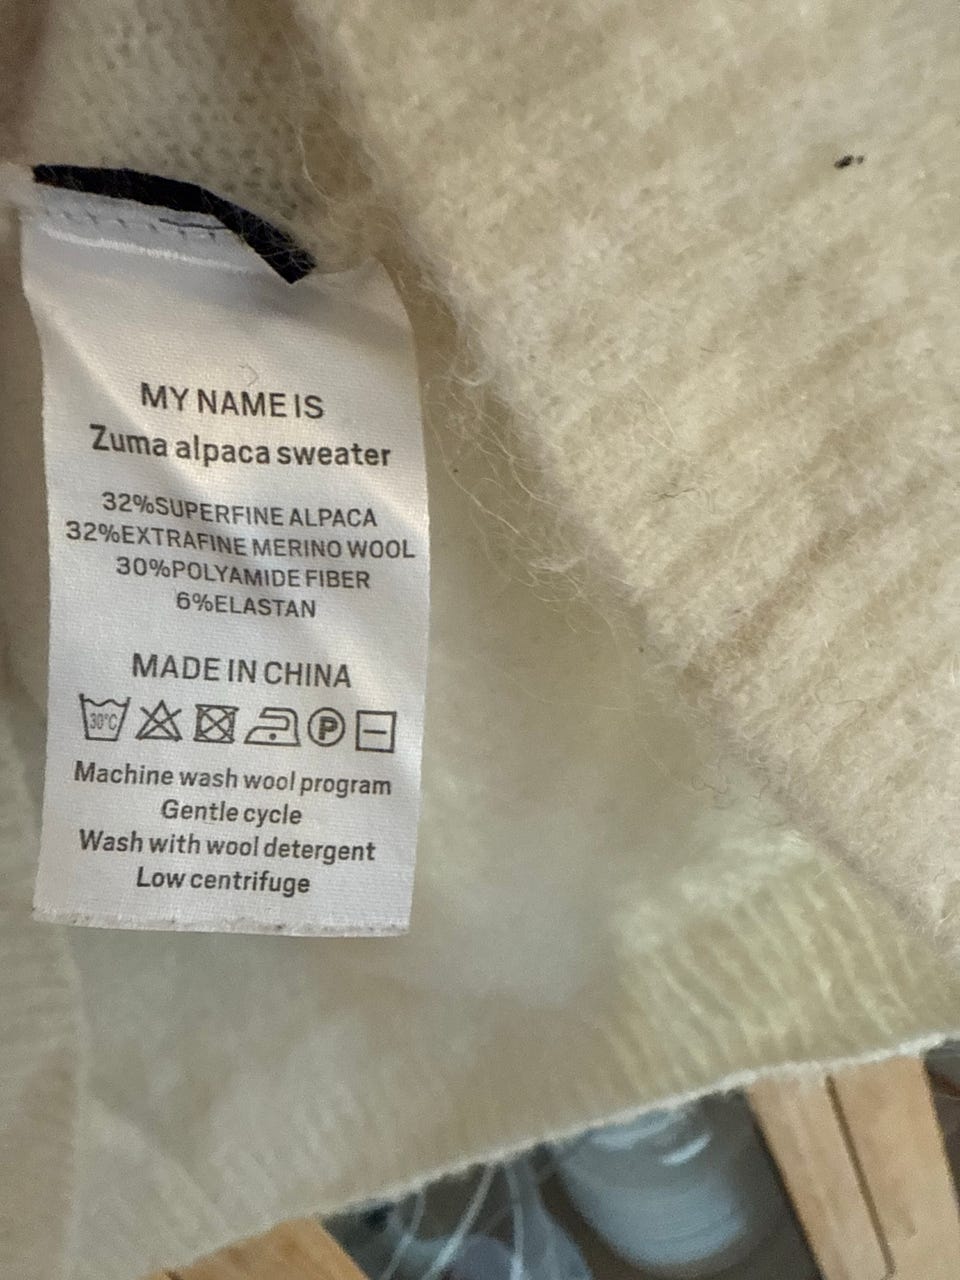 MY NAME IS
Zuma alpaca sweater
32%SUPERFINE ALPACA
32%EXTRAFINE MERINO WOOL
30%POLYAMIDE FIBER
6%ELASTAN
MADE IN CHINA
30°C P
Machine wash wool program
Gentle cycle
Wash with wool detergent
Low centrifuge